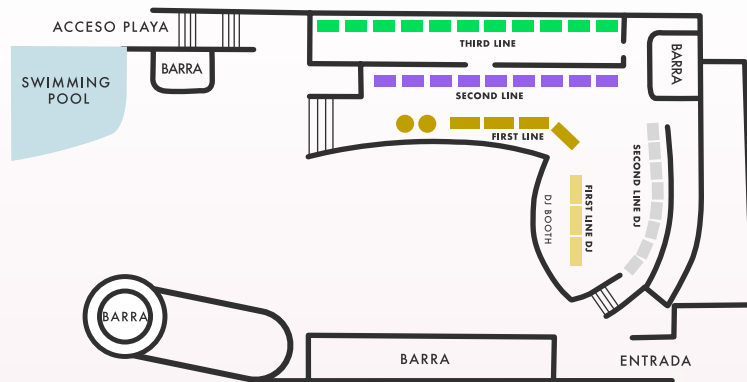 ACCESO PLAYA
THIRD LINE
BARRA
BARRA
SWIMMING
POOL
SECOND LINE
FIRST LINE
SECOND LINE DJ
FIRST LINE DJ
DJ BOOTH
BARRA
BARRA
ENTRADA